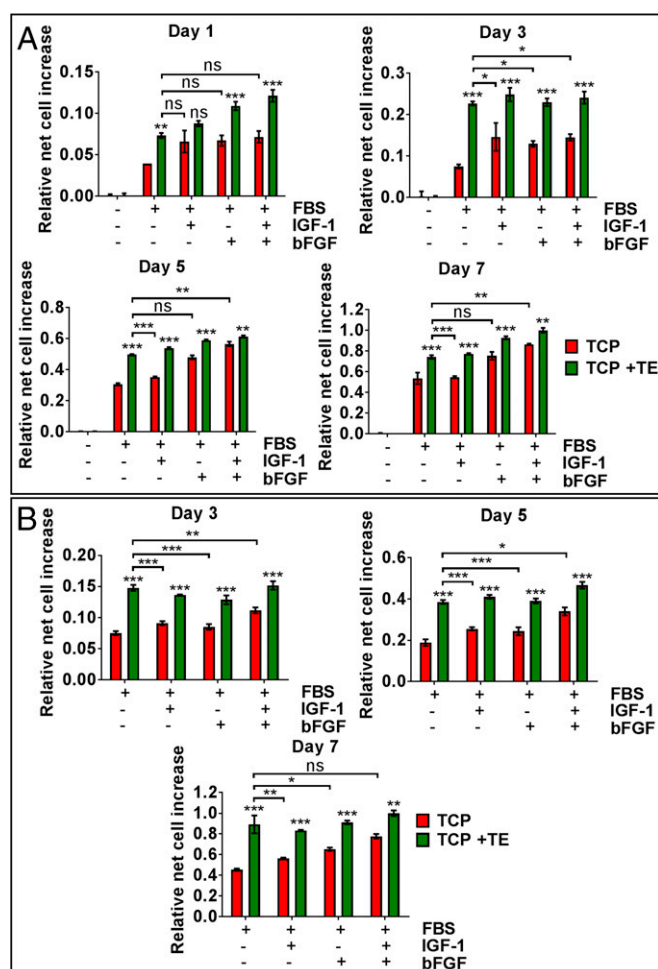 A
Day 1
Relative net cell increase
0.15
0.10
0.05
0.00
ns
ns
ns
** ns *** ***
- + + + + FBS
- - + - + IGF-1
- - - + + bFGF
Day 3
Relative net cell increase
0.3
0.2
0.1
0.0
*
*
*
*** *** *** ***
- + + + + FBS
- - + - + IGF-1
- - - + + bFGF
Day 5
Relative net cell increase
0.8
0.6
0.4
0.2
0.0
**
ns
***
*** *** *** **
- + + + + FBS
- - + - + IGF-1
- - - + + bFGF
Day 7
Relative net cell increase
1.2
1.0
0.8
0.6
0.4
0.2
0.0
**
ns
***
*** *** *** **
- + + + + FBS
- - + - + IGF-1
- - - + + bFGF
TCP
TCP +TE
B
Day 3
Relative net cell increase
0.20
0.15
0.10
0.05
0.00
**
***
***
*** *** *** ***
+ + + + FBS
- + - + IGF-1
- - + + bFGF
Day 5
Relative net cell increase
0.6
0.4
0.2
0.0
*
***
***
*** *** *** ***
+ + + + FBS
- + - + IGF-1
- - + + bFGF
Day 7
Relative net cell increase
1.2
1.0
0.8
0.6
0.4
0.2
0.0
ns
*
**
*** *** *** **
+ + + + FBS
- + - + IGF-1
- - + + bFGF
TCP
TCP +TE